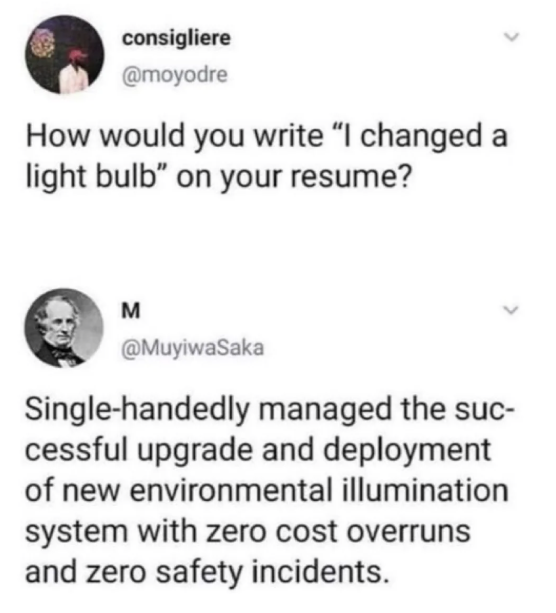 consigliere
@moyodre
How would you write “I changed a
light bulb” on your resume?
M
@MuyiwaSaka
Single-handedly managed the suc-
cessful upgrade and deployment
of new environmental illumination
system with zero cost overruns
and zero safety incidents.